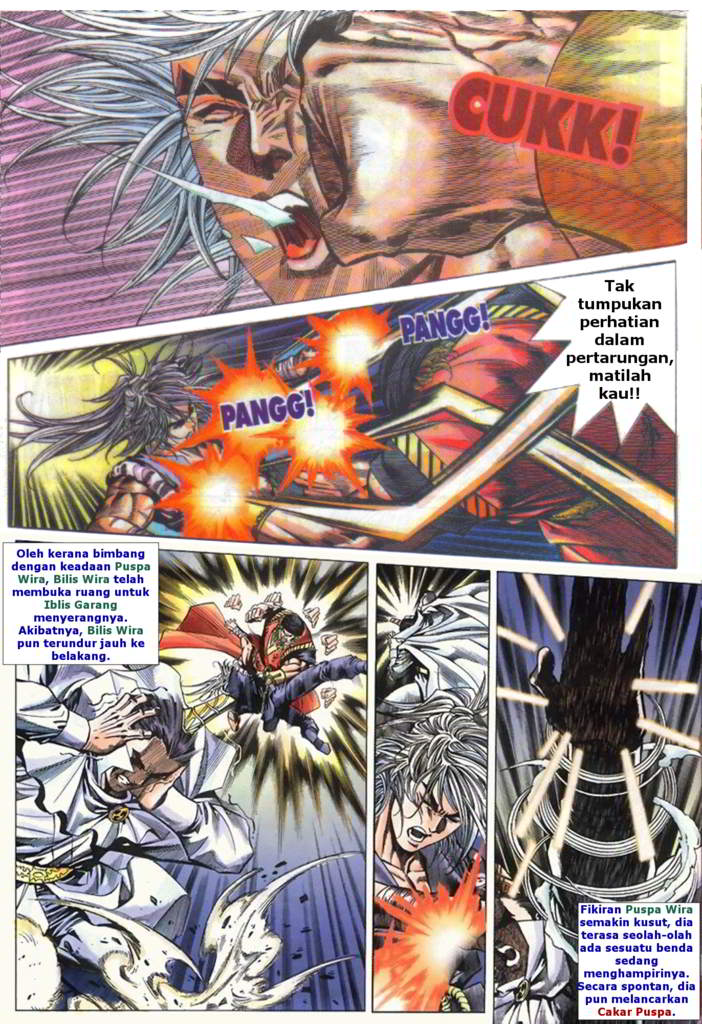 CUKK!
Tak
tumpukan
perhatian
dalam
pertarungan,
matilah
kau!!
PANGG!
PANGG!
Oleh kerana bimbang
dengan keadaan Puspa
Wira, Bilis Wira telah
membuka ruang untuk
Iblis Garang
menyerangnya.
Akibatnya, Bilis Wira
pun terundur jauh ke
belakang.
Fikiran Puspa Wira
semakin kusut, dia
terasa seolah-olah
ada sesuatu benda
sedang
menghampirinya.
Secara spontan, dia
pun melancarkan
Cakar Puspa.